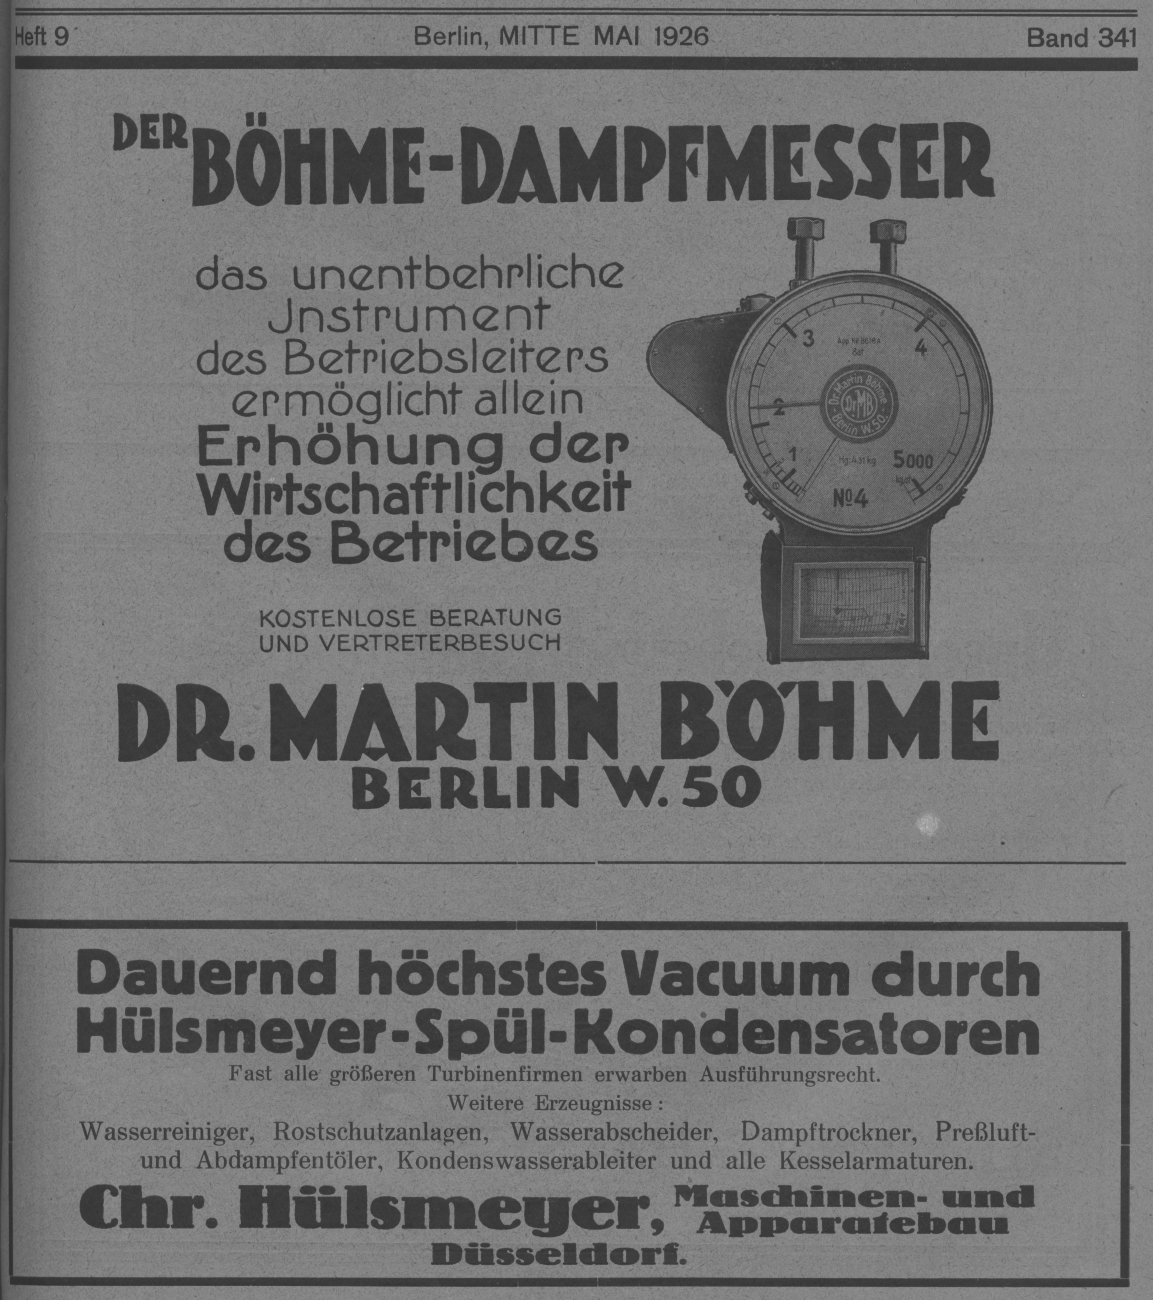 Heft 9
Berlin, MITTE MAI 1926
Band 341
DER BÖHME-DAMPFMESSER
das unentbehrliche
Jnstrument
des Betriebsleiters
ermöglicht allein
Erhöhung der
Wirtschaftlichkeit
des Betriebes
3
4
2
1
Dr. Martin Böhme
Dr MB
Berlin W.50.
5000
№4
KOSTENLOSE BERATUNG
UND VERTRETERBESUCH
DR. MARTIN BÖHME
BERLIN W. 50
Dauernd höchstes Vacuum durch
Hülsmeyer-Spül-Kondensatoren
Fast alle größeren Turbinenfirmen erwarben Ausführungsrecht.
Weitere Erzeugnisse:
Wasserreiniger, Rostschutzanlagen, Wasserabscheider, Dampftrockner, Preßluft-
und Abdampfentöler, Kondenswasserableiter und alle Kesselarmaturen.
Chr. Hülsmeyer, Maschinen- und
Apparatebau
Düsseldorf.